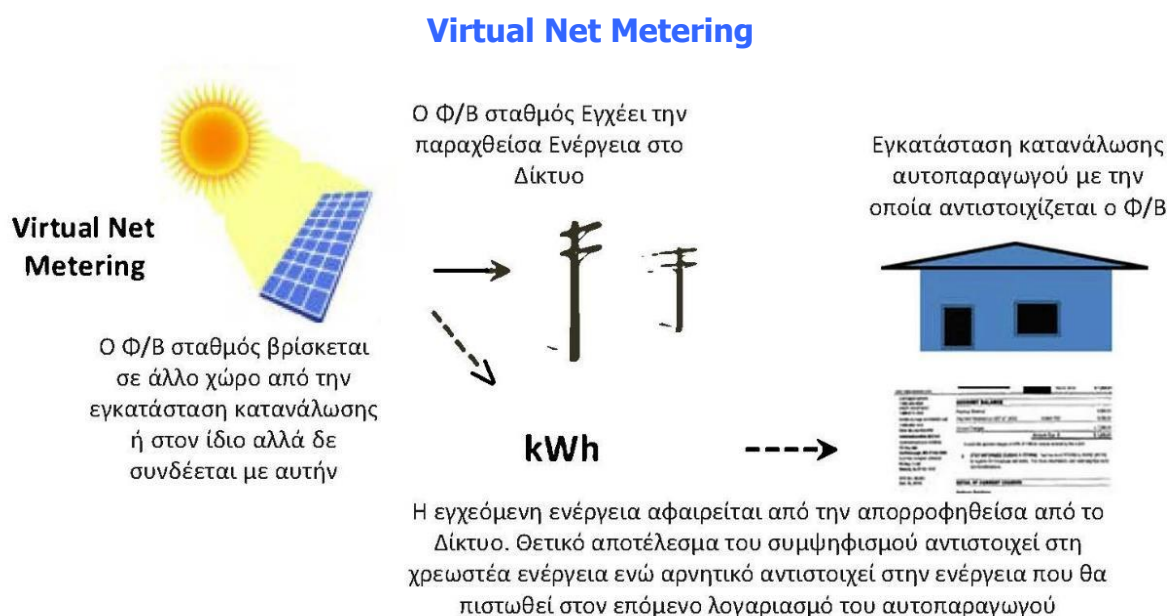 Virtual Net Metering
Ο Φ/Β σταθμός Εγχέει την
παραχθείσα Ενέργεια στο
Δίκτυο
Εγκατάσταση κατανάλωσης
αυτοπαραγωγού με την
οποία αντιστοιχίζεται ο Φ/Β
Virtual Net
Metering
Ο Φ/Β σταθμός βρίσκεται
σε άλλο χώρο από την
εγκατάσταση κατανάλωσης
ή στον ίδιο αλλά δε
συνδέεται με αυτήν
kWh
ACCOUNT BALANCE
Η εγχεόμενη ενέργεια αφαιρείται από την απορροφηθείσα από το
Δίκτυο. Θετικό αποτέλεσμα του συμψηφισμού αντιστοιχεί στη
χρεωστέα ενέργεια ενώ αρνητικό αντιστοιχεί στην ενέργεια που θα
πιστωθεί στον επόμενο λογαριασμό του αυτοπαραγωγού